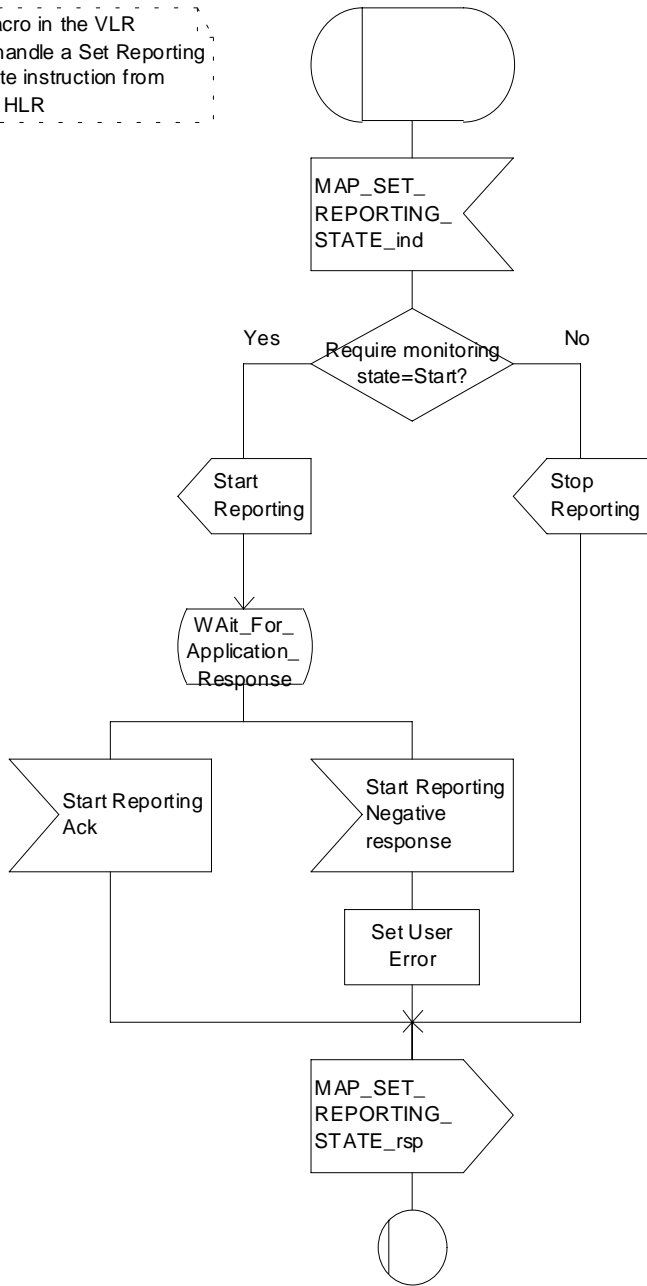 cro in the VLR
handle a Set Reporting
te instruction from
HLR
MAP_SET_
REPORTING_
STATE_ind
Yes
Require monitoring
state=Start?
No
Start
Reporting
Stop
Reporting
WAit_For_
Application_
Response
Start Reporting
Ack
Start Reporting
Negative
response
Set User
Error
MAP_SET_
REPORTING_
STATE_rsp